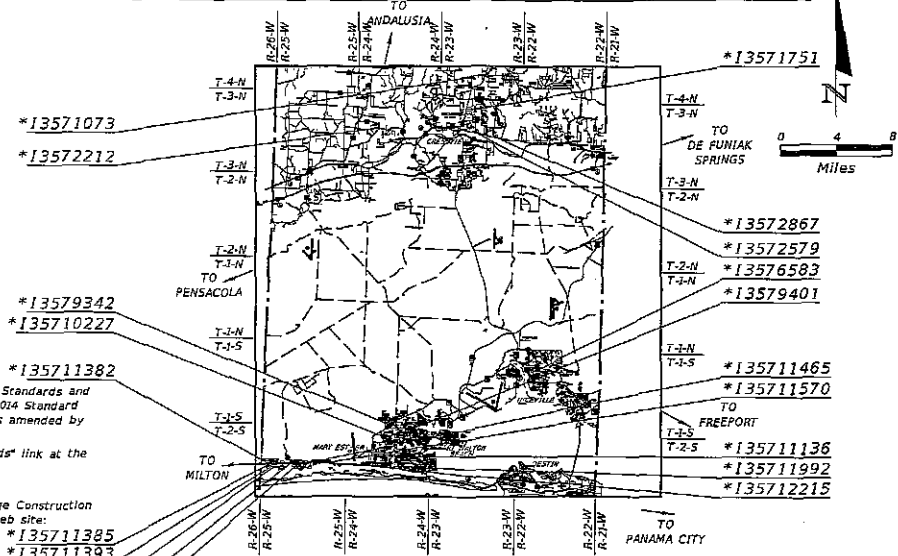 TO
ANDALUSIA
R-26-W
R-25-W
R-25-W
R-24-W
R-24-W
R-23-W
R-23-W
R-22-W
R-22-W
R-21-W
*I3571751
N
T-4-N
T-3-N
T-4-N
T-3-N
*I3571073
TO
DE FUNIAK
SPRINGS
0 4 8
Miles
*I3572212
T-3-N
T-2-N
T-3-N
T-2-N
*I3572867
*I3572579
T-2-N
T-1-N
T-2-N
T-1-N
*I3576583
TO
PENSACOLA
*I3579401
*I3579342
*I35710227
T-1-N
T-1-S
T-1-N
T-1-S
*I35711382
*I35711465
*I35711570
Standards and
014 Standard
s amended by
TO
FREEPORT
T-1-S
T-2-S
T-1-S
T-2-S
MARY ESTHER
*I35711136
ds" link at the
TO
MILTON
DESTIN
*I35711992
*I35712215
ge Construction
eb site:
*I35711385
*I35711393
R-26-W
R-25-W
R-25-W
R-24-W
R-24-W
R-23-W
R-23-W
R-22-W
R-22-W
R-21-W
TO
PANAMA CITY